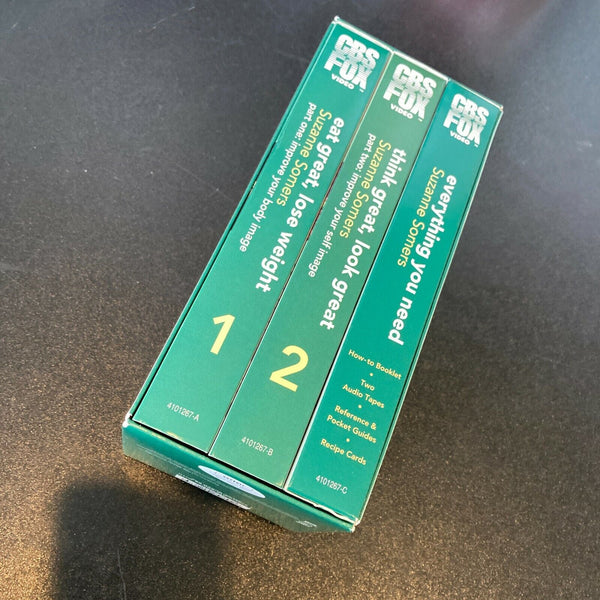 CBS
FOX
VIDEO
eat great, lose weight
Suzanne Somers
part one: improve your body image
1
4101267-A
CBS
FOX
VIDEO
think great, look great
Suzanne Somers
part two: improve your self image
2
4101267-B
CBS
FOX
VIDEO
everything you need
Suzanne Somers
How-to Booklet
•
Two
Audio Tapes
•
Reference &
Pocket Guides
•
Recipe Cards
4101267-C